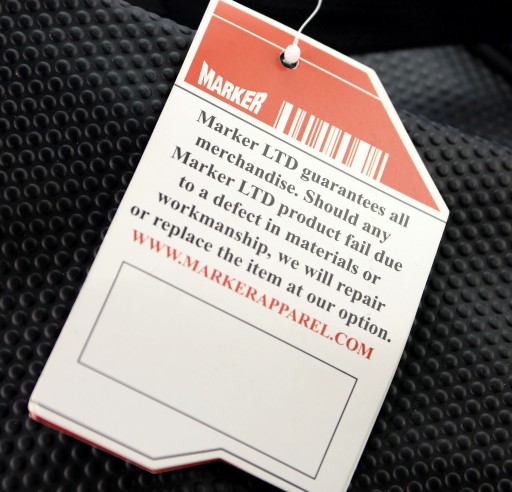 MARKER
Marker LTD guarantees all
merchandise. Should any
Marker LTD product fail due
to a defect in materials or
workmanship, we will repair
or replace the item at our option.
WWW.MARKERAPPAREL.COM